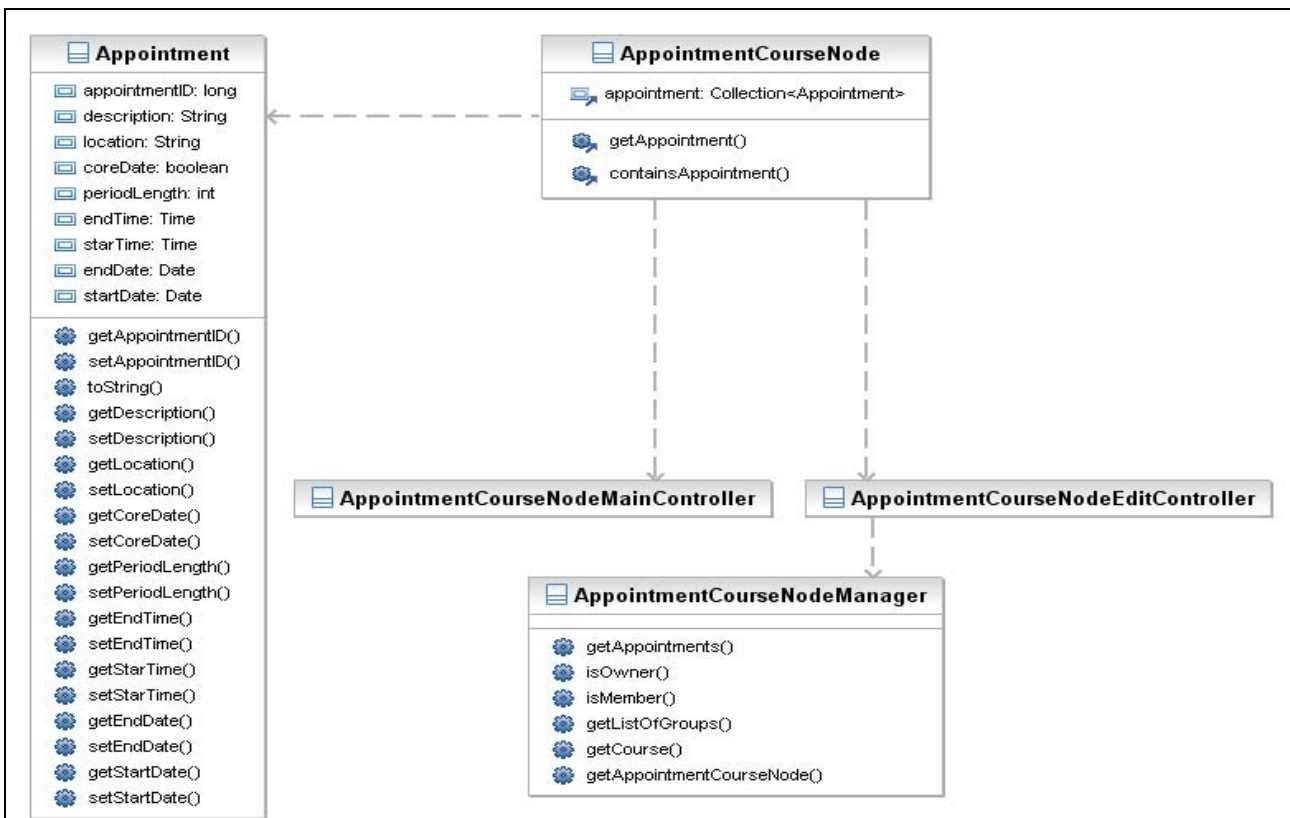 Appointment
appointmentID: long
description: String
location: String
coreDate: boolean
periodLength: int
endTime: Time
starTime: Time
endDate: Date
startDate: Date
getAppointmentID()
setAppointmentID()
toString()
getDescription()
setDescription()
getLocation()
setLocation()
getCoreDate()
setCoreDate()
getPeriodLength()
setPeriodLength()
getEndTime()
setEndTime()
getStarTime()
setStarTime()
getEndDate()
setEndDate()
getStartDate()
setStartDate()
AppointmentCourseNode
appointment: Collection<Appointment>
getAppointment()
containsAppointment()
AppointmentCourseNodeMainController
AppointmentCourseNodeEditController
AppointmentCourseNodeManager
getAppointments()
isOwner()
isMember()
getListOfGroups()
getCourse()
getAppointmentCourseNode()